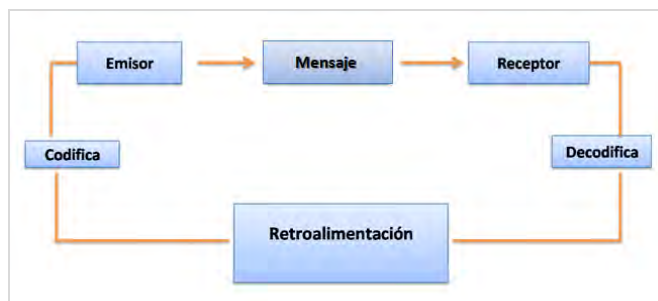 Emisor
Mensaje
Receptor
Codifica
Decodifica
Retroalimentación